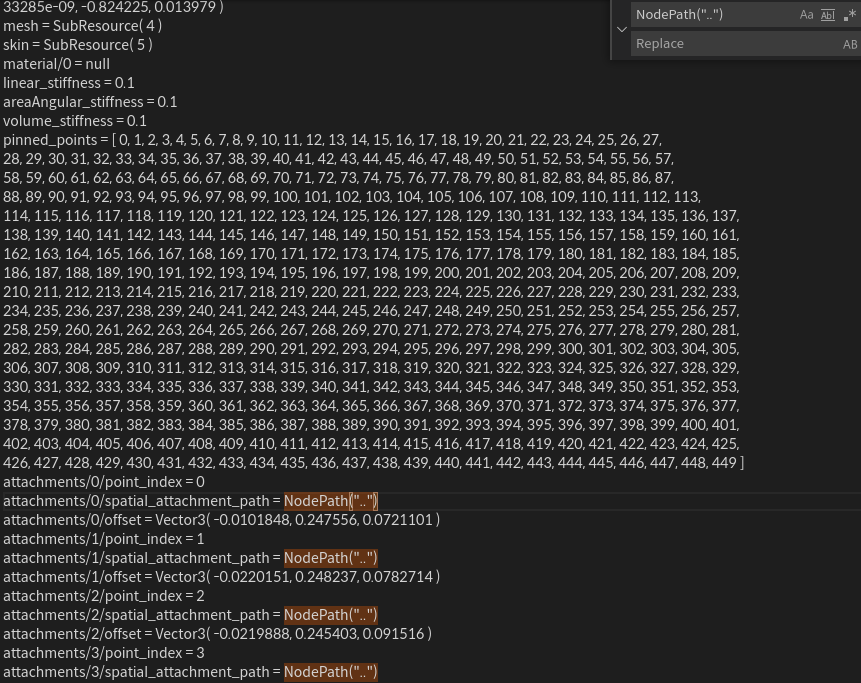 33285e-09, -0.824225, 0.013979 )
mesh = SubResource( 4 )
skin = SubResource( 5 )
material/0 = null
linear_stiffness = 0.1
areaAngular_stiffness = 0.1
volume_stiffness = 0.1
pinned_points = [ 0, 1, 2, 3, 4, 5, 6, 7, 8, 9, 10, 11, 12, 13, 14, 15, 16, 17, 18, 19, 20, 21, 22, 23, 24, 25, 26, 27,
28, 29, 30, 31, 32, 33, 34, 35, 36, 37, 38, 39, 40, 41, 42, 43, 44, 45, 46, 47, 48, 49, 50, 51, 52, 53, 54, 55, 56, 57,
58, 59, 60, 61, 62, 63, 64, 65, 66, 67, 68, 69, 70, 71, 72, 73, 74, 75, 76, 77, 78, 79, 80, 81, 82, 83, 84, 85, 86, 87,
88, 89, 90, 91, 92, 93, 94, 95, 96, 97, 98, 99, 100, 101, 102, 103, 104, 105, 106, 107, 108, 109, 110, 111, 112, 113,
114, 115, 116, 117, 118, 119, 120, 121, 122, 123, 124, 125, 126, 127, 128, 129, 130, 131, 132, 133, 134, 135, 136, 137,
138, 139, 140, 141, 142, 143, 144, 145, 146, 147, 148, 149, 150, 151, 152, 153, 154, 155, 156, 157, 158, 159, 160, 161,
162, 163, 164, 165, 166, 167, 168, 169, 170, 171, 172, 173, 174, 175, 176, 177, 178, 179, 180, 181, 182, 183, 184, 185,
186, 187, 188, 189, 190, 191, 192, 193, 194, 195, 196, 197, 198, 199, 200, 201, 202, 203, 204, 205, 206, 207, 208, 209,
210, 211, 212, 213, 214, 215, 216, 217, 218, 219, 220, 221, 222, 223, 224, 225, 226, 227, 228, 229, 230, 231, 232, 233,
234, 235, 236, 237, 238, 239, 240, 241, 242, 243, 244, 245, 246, 247, 248, 249, 250, 251, 252, 253, 254, 255, 256, 257,
258, 259, 260, 261, 262, 263, 264, 265, 266, 267, 268, 269, 270, 271, 272, 273, 274, 275, 276, 277, 278, 279, 280, 281,
282, 283, 284, 285, 286, 287, 288, 289, 290, 291, 292, 293, 294, 295, 296, 297, 298, 299, 300, 301, 302, 303, 304, 305,
306, 307, 308, 309, 310, 311, 312, 313, 314, 315, 316, 317, 318, 319, 320, 321, 322, 323, 324, 325, 326, 327, 328, 329,
330, 331, 332, 333, 334, 335, 336, 337, 338, 339, 340, 341, 342, 343, 344, 345, 346, 347, 348, 349, 350, 351, 352, 353,
354, 355, 356, 357, 358, 359, 360, 361, 362, 363, 364, 365, 366, 367, 368, 369, 370, 371, 372, 373, 374, 375, 376, 377,
378, 379, 380, 381, 382, 383, 384, 385, 386, 387, 388, 389, 390, 391, 392, 393, 394, 395, 396, 397, 398, 399, 400, 401,
402, 403, 404, 405, 406, 407, 408, 409, 410, 411, 412, 413, 414, 415, 416, 417, 418, 419, 420, 421, 422, 423, 424, 425,
426, 427, 428, 429, 430, 431, 432, 433, 434, 435, 436, 437, 438, 439, 440, 441, 442, 443, 444, 445, 446, 447, 448, 449 ]
attachments/0/point_index = 0
attachments/0/spatial_attachment_path = NodePath("..")
attachments/0/offset = Vector3( -0.0101848, 0.247556, 0.0721101 )
attachments/1/point_index = 1
attachments/1/spatial_attachment_path = NodePath("..")
attachments/1/offset = Vector3( -0.0220151, 0.248237, 0.0782714 )
attachments/2/point_index = 2
attachments/2/spatial_attachment_path = NodePath("..")
attachments/2/offset = Vector3( -0.0219888, 0.245403, 0.091516 )
attachments/3/point_index = 3
attachments/3/spatial_attachment_path = NodePath("..")
NodePath("..") Aa Abl .*
Replace AB